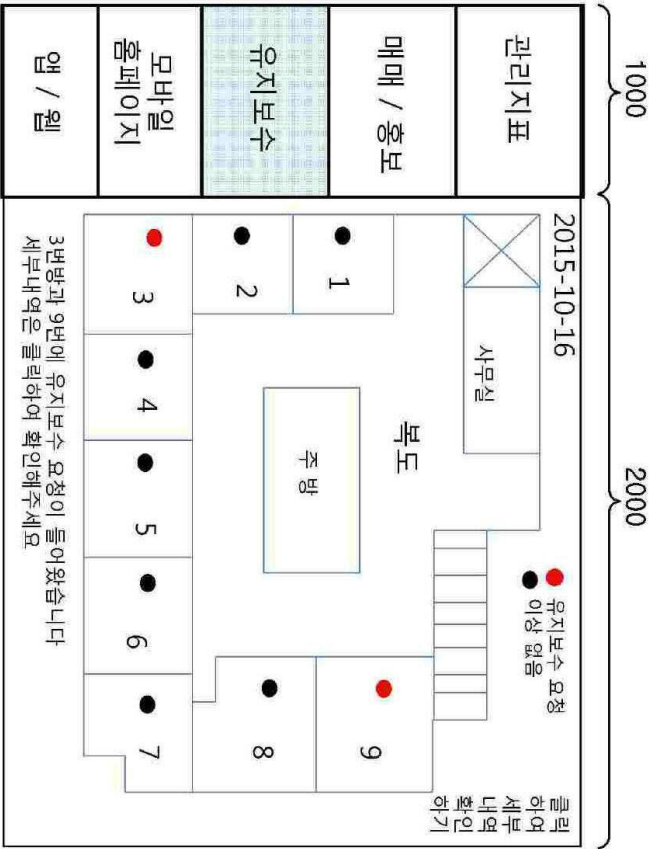 1000
2000
관리지표
매매 / 홍보
유지보수
모바일
홈페이지
앱 / 웹
2015-10-16
유지보수 요청
이상 없음
클릭
하여
세부
내역
확인
하기
사무실
복도
주방
1
2
3
4
5
6
7
8
9
3번방과 9번에 유지보수 요청이 들어왔습니다
세부내역은 클릭하여 확인해주세요